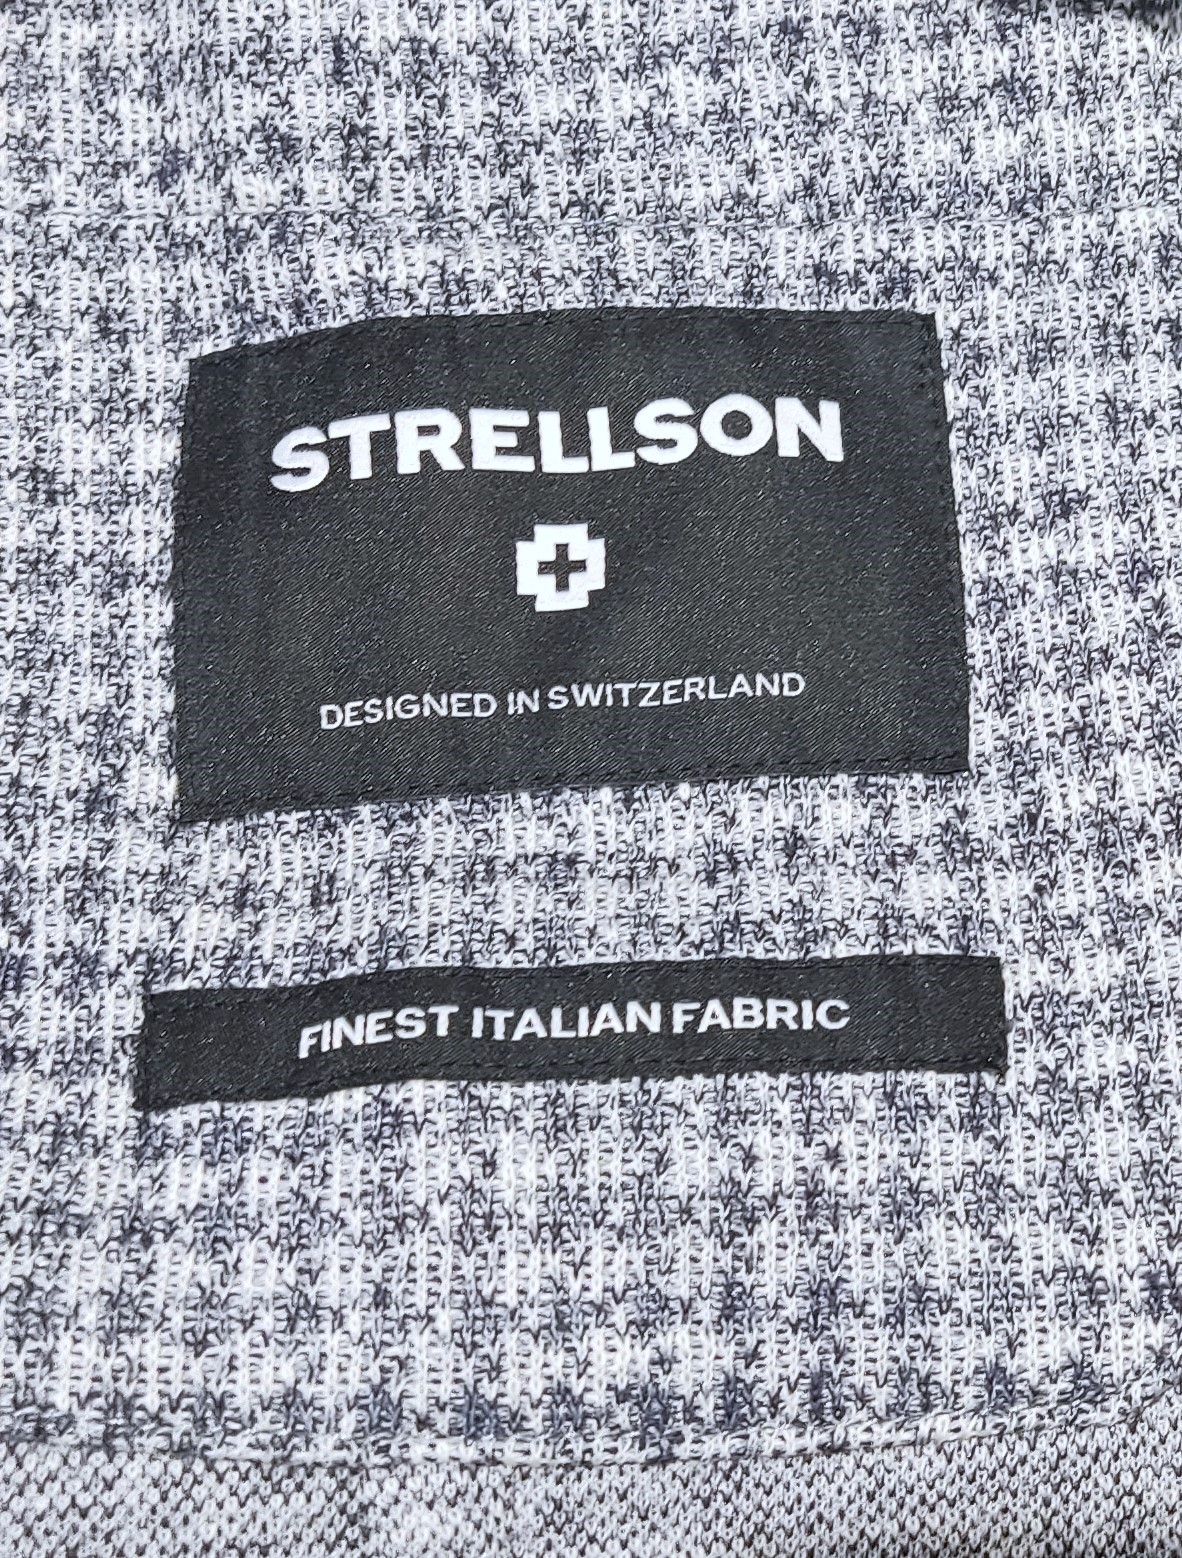 STRELLSON
DESIGNED IN SWITZERLAND
FINEST ITALIAN FABRIC